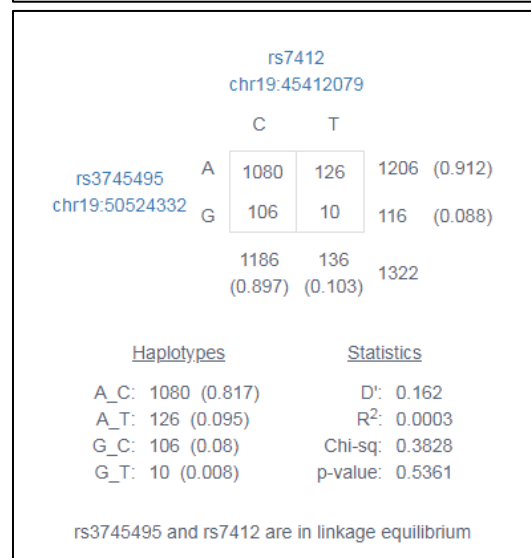 rs7412
chr19:45412079
C T
rs3745495
chr19:50524332
A 1080 126 1206 (0.912)
G 106 10 116 (0.088)
1186 136 1322
(0.897) (0.103)
Haplotypes Statistics
A_C: 1080 (0.817) D': 0.162
A_T: 126 (0.095) R²: 0.0003
G_C: 106 (0.08) Chi-sq: 0.3828
G_T: 10 (0.008) p-value: 0.5361
rs3745495 and rs7412 are in linkage equilibrium